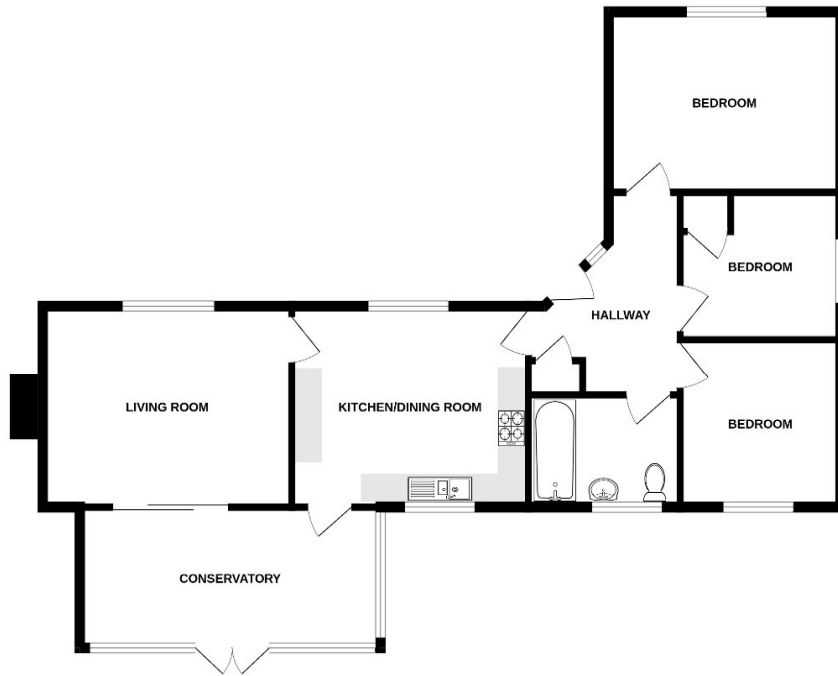 BEDROOM
BEDROOM
HALLWAY
LIVING ROOM
KITCHEN/DINING ROOM
BEDROOM
CONSERVATORY